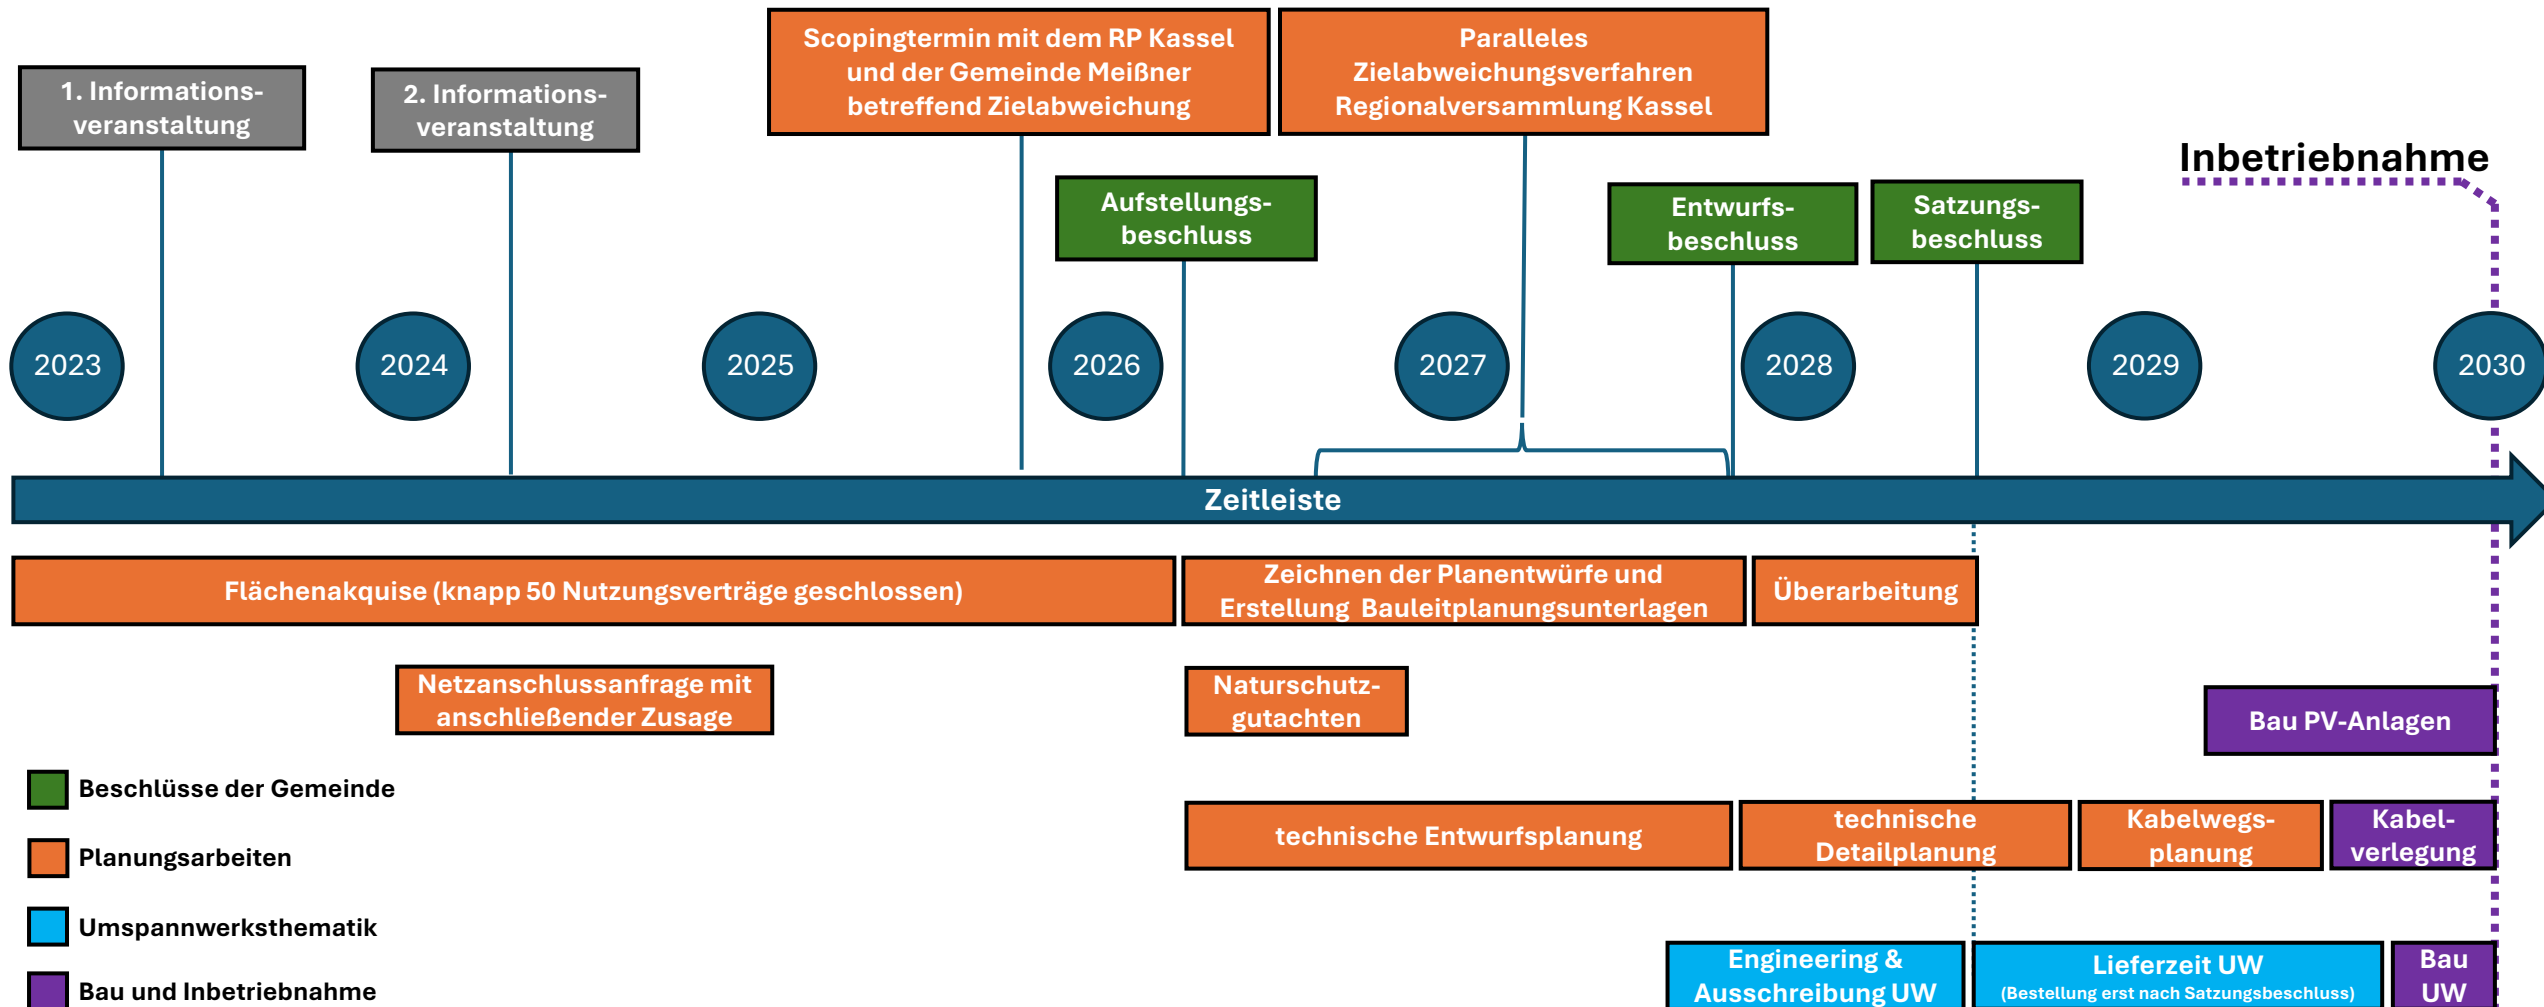 Scopingtermin mit dem RP Kassel
und der Gemeinde Meißner
betreffend Zielabweichung
Paralleles
Zielabweichungsverfahren
Regionalversammlung Kassel
1. Informations-
veranstaltung
2. Informations-
veranstaltung
Inbetriebnahme
Aufstellungs-
beschluss
Entwurfs-
beschluss
Satzungs-
beschluss
2023
2024
2025
2026
2027
2028
2029
2030
Zeitleiste
Flächenakquise (knapp 50 Nutzungsverträge geschlossen)
Zeichnen der Planentwürfe und
Erstellung Bauleitplanungsunterlagen
Überarbeitung
Netzanschlussanfrage mit
anschließender Zusage
Naturschutz-
gutachten
Bau PV-Anlagen
Beschlüsse der Gemeinde
Planungsarbeiten
Umspannwerksthematik
Bau und Inbetriebnahme
technische Entwurfsplanung
technische
Detailplanung
Kabelwegs-
planung
Kabel-
verlegung
Engineering &
Ausschreibung UW
Lieferzeit UW
(Bestellung erst nach Satzungsbeschluss)
Bau
UW